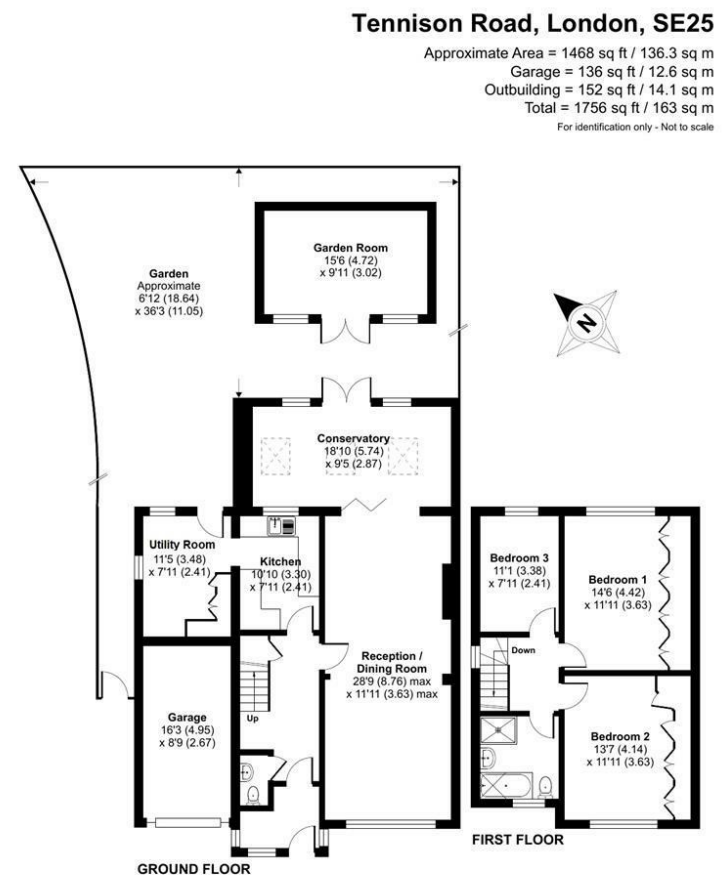 Tennison Road, London, SE25
Approximate Area = 1468 sq ft / 136.3 sq m
Garage = 136 sq ft / 12.6 sq m
Outbuilding = 152 sq ft / 14.1 sq m
Total = 1756 sq ft / 163 sq m
For identification only - Not to scale
Garden Room
15'6 (4.72)
x 9'11 (3.02)
Garden
Approximate
6'12 (18.64)
x 36'3 (11.05)
N
Conservatory
18'10 (5.74)
x 9'5 (2.87)
Utility Room
11'5 (3.48)
x 7'11 (2.41)
Kitchen
10'10 (3.30)
x 7'11 (2.41)
Reception /
Dining Room
28'9 (8.76) max
x 11'11 (3.63) max
Up
Garage
16'3 (4.95)
x 8'9 (2.67)
GROUND FLOOR
Bedroom 3
11'1 (3.38)
x 7'11 (2.41)
Bedroom 1
14'6 (4.42)
x 11'11 (3.63)
Down
Bedroom 2
13'7 (4.14)
x 11'11 (3.63)
FIRST FLOOR